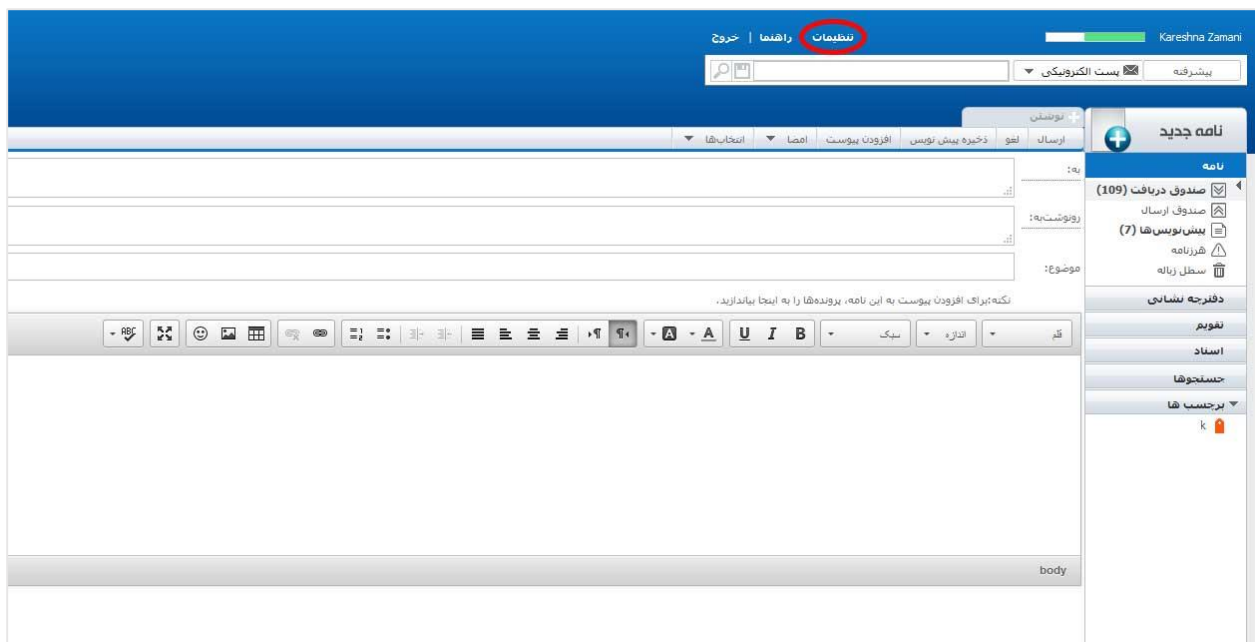 Kareshna Zamani
تنظیمات راهنما | خروج
پیشرفته پست الکترونیکی
نامه جدید
نوشتن
ارسال لغو ذخیره پیش نویس افزودن پیوست امضا انتخاب‌ها
نامه
صندوق دریافت (109)
صندوق ارسال
پیش‌نویس‌ها (7)
هرزنامه
سطل زباله
دفترچه نشانی
تقویم
اسناد
جستجوها
برچسب ها
k
به:
رونوشت‌به:
موضوع:
نکته:برای افزودن پیوست به این نامه، پرونده‌ها را به اینجا بیاندازید.
قلم اندازه سبک B I U A A ABC
body